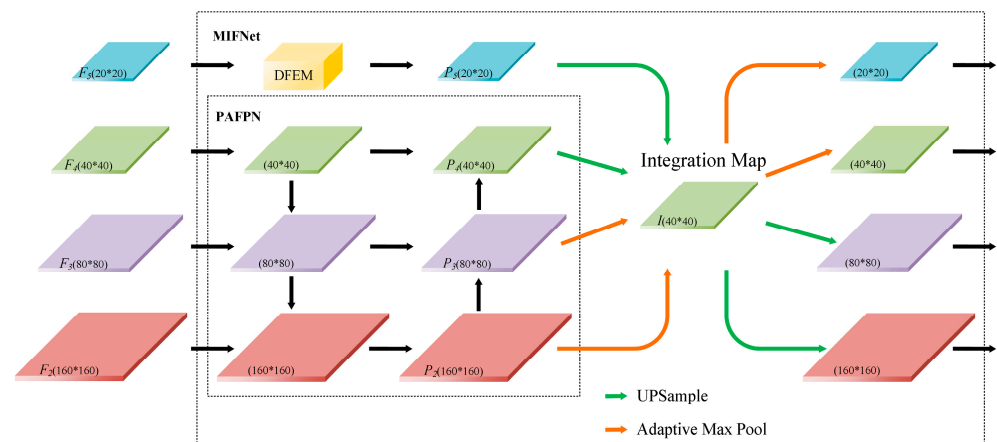 MIFNet
F5(20*20)
DFEM
P5(20*20)
(20*20)
PAFPN
F4(40*40)
(40*40)
P4(40*40)
(40*40)
Integration Map
I(40*40)
F3(80*80)
(80*80)
P3(80*80)
(80*80)
F2(160*160)
(160*160)
P2(160*160)
(160*160)
UPSample
Adaptive Max Pool